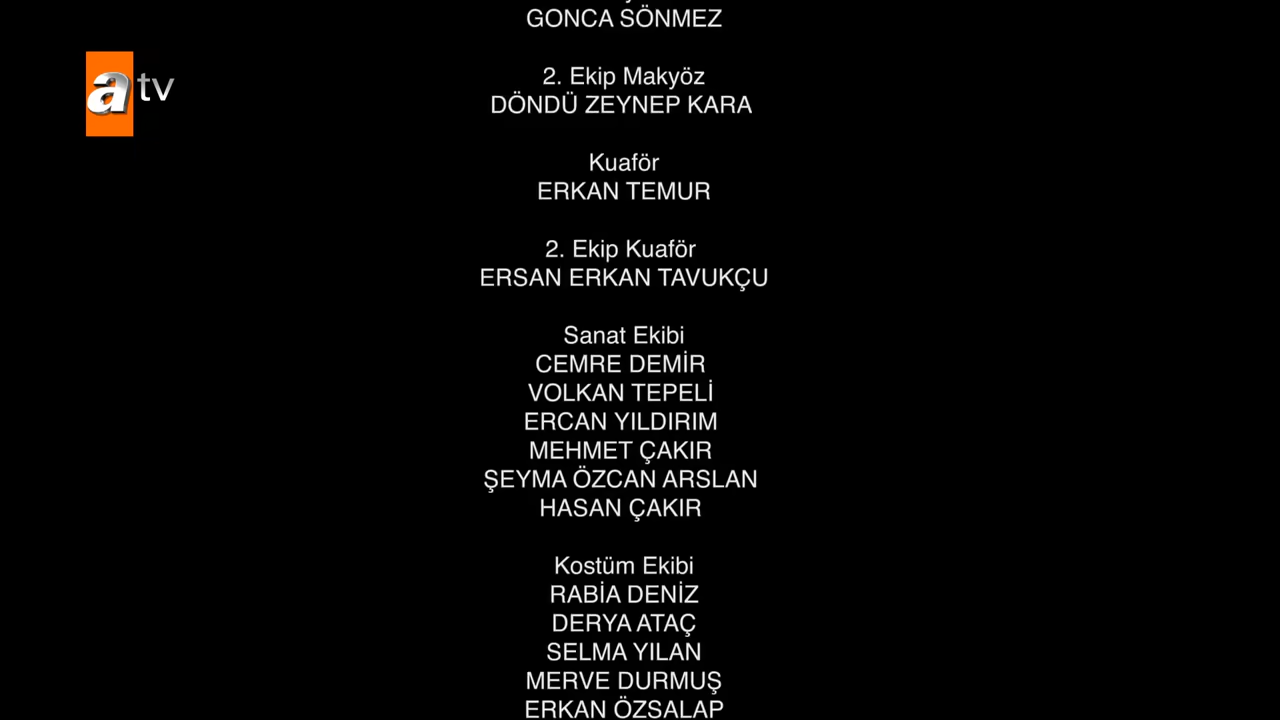 GONCA SÖNMEZ
a tv
2. Ekip Makyöz
DÖNDÜ ZEYNEP KARA
Kuaför
ERKAN TEMUR
2. Ekip Kuaför
ERSAN ERKAN TAVUKÇU
Sanat Ekibi
CEMRE DEMİR
VOLKAN TEPELİ
ERCAN YILDIRIM
MEHMET ÇAKIR
ŞEYMA ÖZCAN ARSLAN
HASAN ÇAKIR
Kostüm Ekibi
RABİA DENİZ
DERYA ATAÇ
SELMA YILAN
MERVE DURMUŞ
ERKAN ÖZSALAP